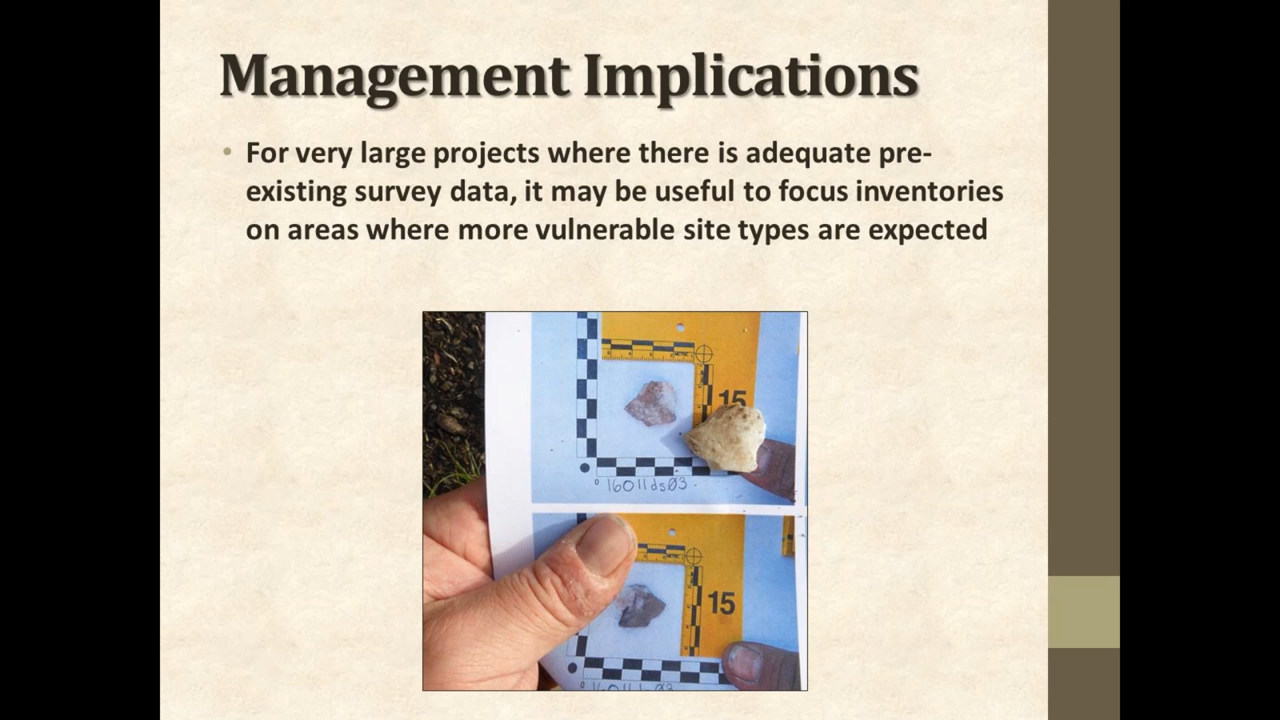 Management Implications
• For very large projects where there is adequate pre-
existing survey data, it may be useful to focus inventories
on areas where more vulnerable site types are expected
15
16011ds03
15